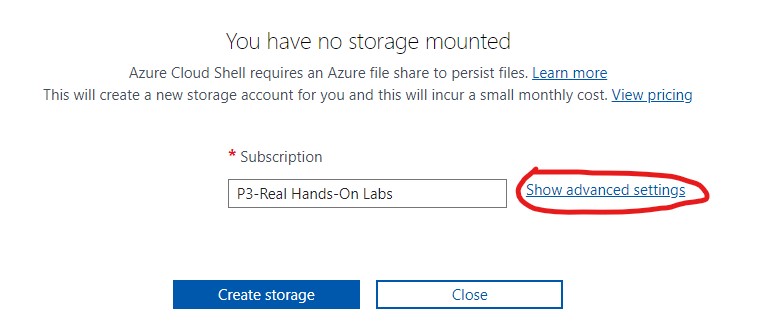 You have no storage mounted
Azure Cloud Shell requires an Azure file share to persist files. Learn more
This will create a new storage account for you and this will incur a small monthly cost. View pricing
* Subscription
P3-Real Hands-On Labs
Show advanced settings
Create storage
Close